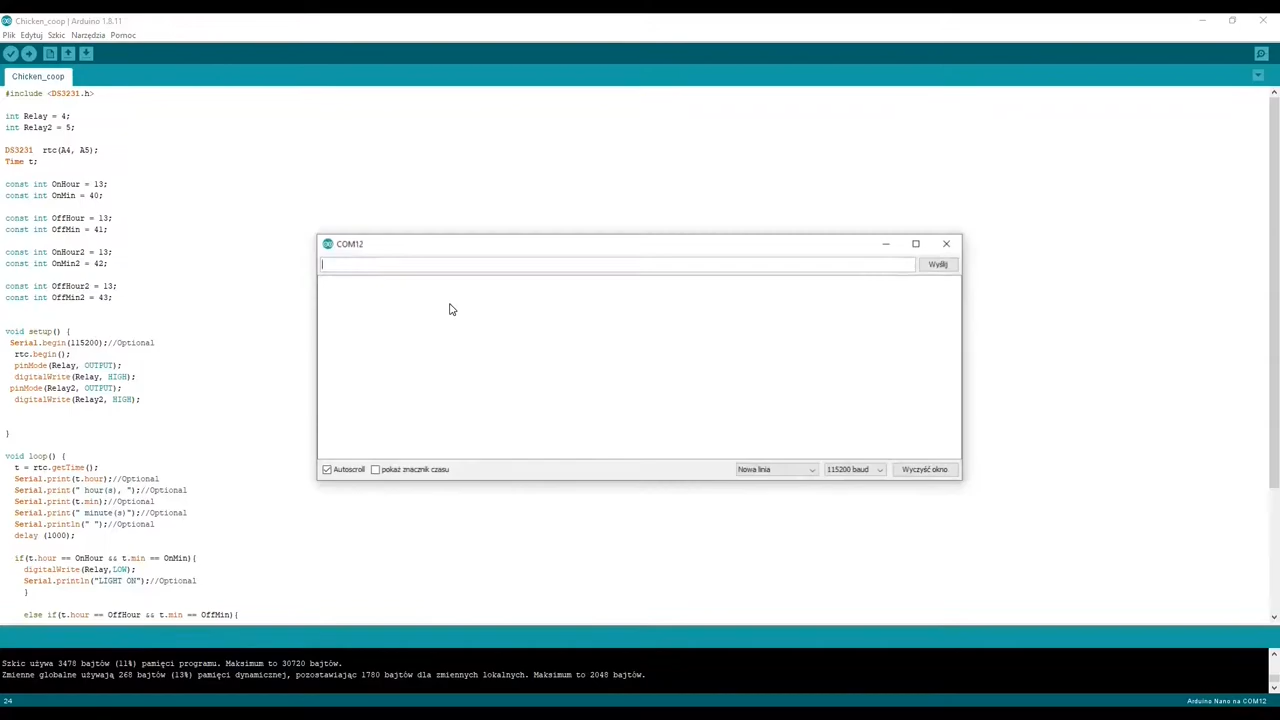 Chicken_coop | Arduino 1.8.11
Plik Edytuj Szkic Narzędzia Pomoc
Chicken_coop
#include <DS3231.h>
int Relay = 4;
int Relay2 = 5;
DS3231 rtc(A4, A5);
Time t;
const int OnHour = 13;
const int OnMin = 40;
const int OffHour = 13;
const int OffMin = 41;
const int OnHour2 = 13;
const int OnMin2 = 42;
const int OffHour2 = 13;
const int OffMin2 = 43;
void setup() {
Serial.begin(115200);//Optional
rtc.begin();
pinMode(Relay, OUTPUT);
digitalWrite(Relay, HIGH);
pinMode(Relay2, OUTPUT);
digitalWrite(Relay2, HIGH);
}
void loop() {
t = rtc.getTime();
Serial.print(t.hour);//Optional
Serial.print(" hour(s), ");//Optional
Serial.print(t.min);//Optional
Serial.print(" minute(s)");//Optional
Serial.println(" ");//Optional
delay (1000);
if(t.hour == OnHour && t.min == OnMin){
digitalWrite(Relay,LOW);
Serial.println("LIGHT ON");//Optional
}
else if(t.hour == OffHour && t.min == OffMin){
COM12
Wyślij
Autoscroll pokaż znacznik czasu Nowa linia 115200 baud Wyczyść okno
Szkic używa 3478 bajtów (11%) pamięci programu. Maksimum to 30720 bajtów.
Zmienne globalne używają 268 bajtów (13%) pamięci dynamicznej, pozostawiając 1780 bajtów dla zmiennych lokalnych. Maksimum to 2048 bajtów.
24 Arduino Nano na COM12